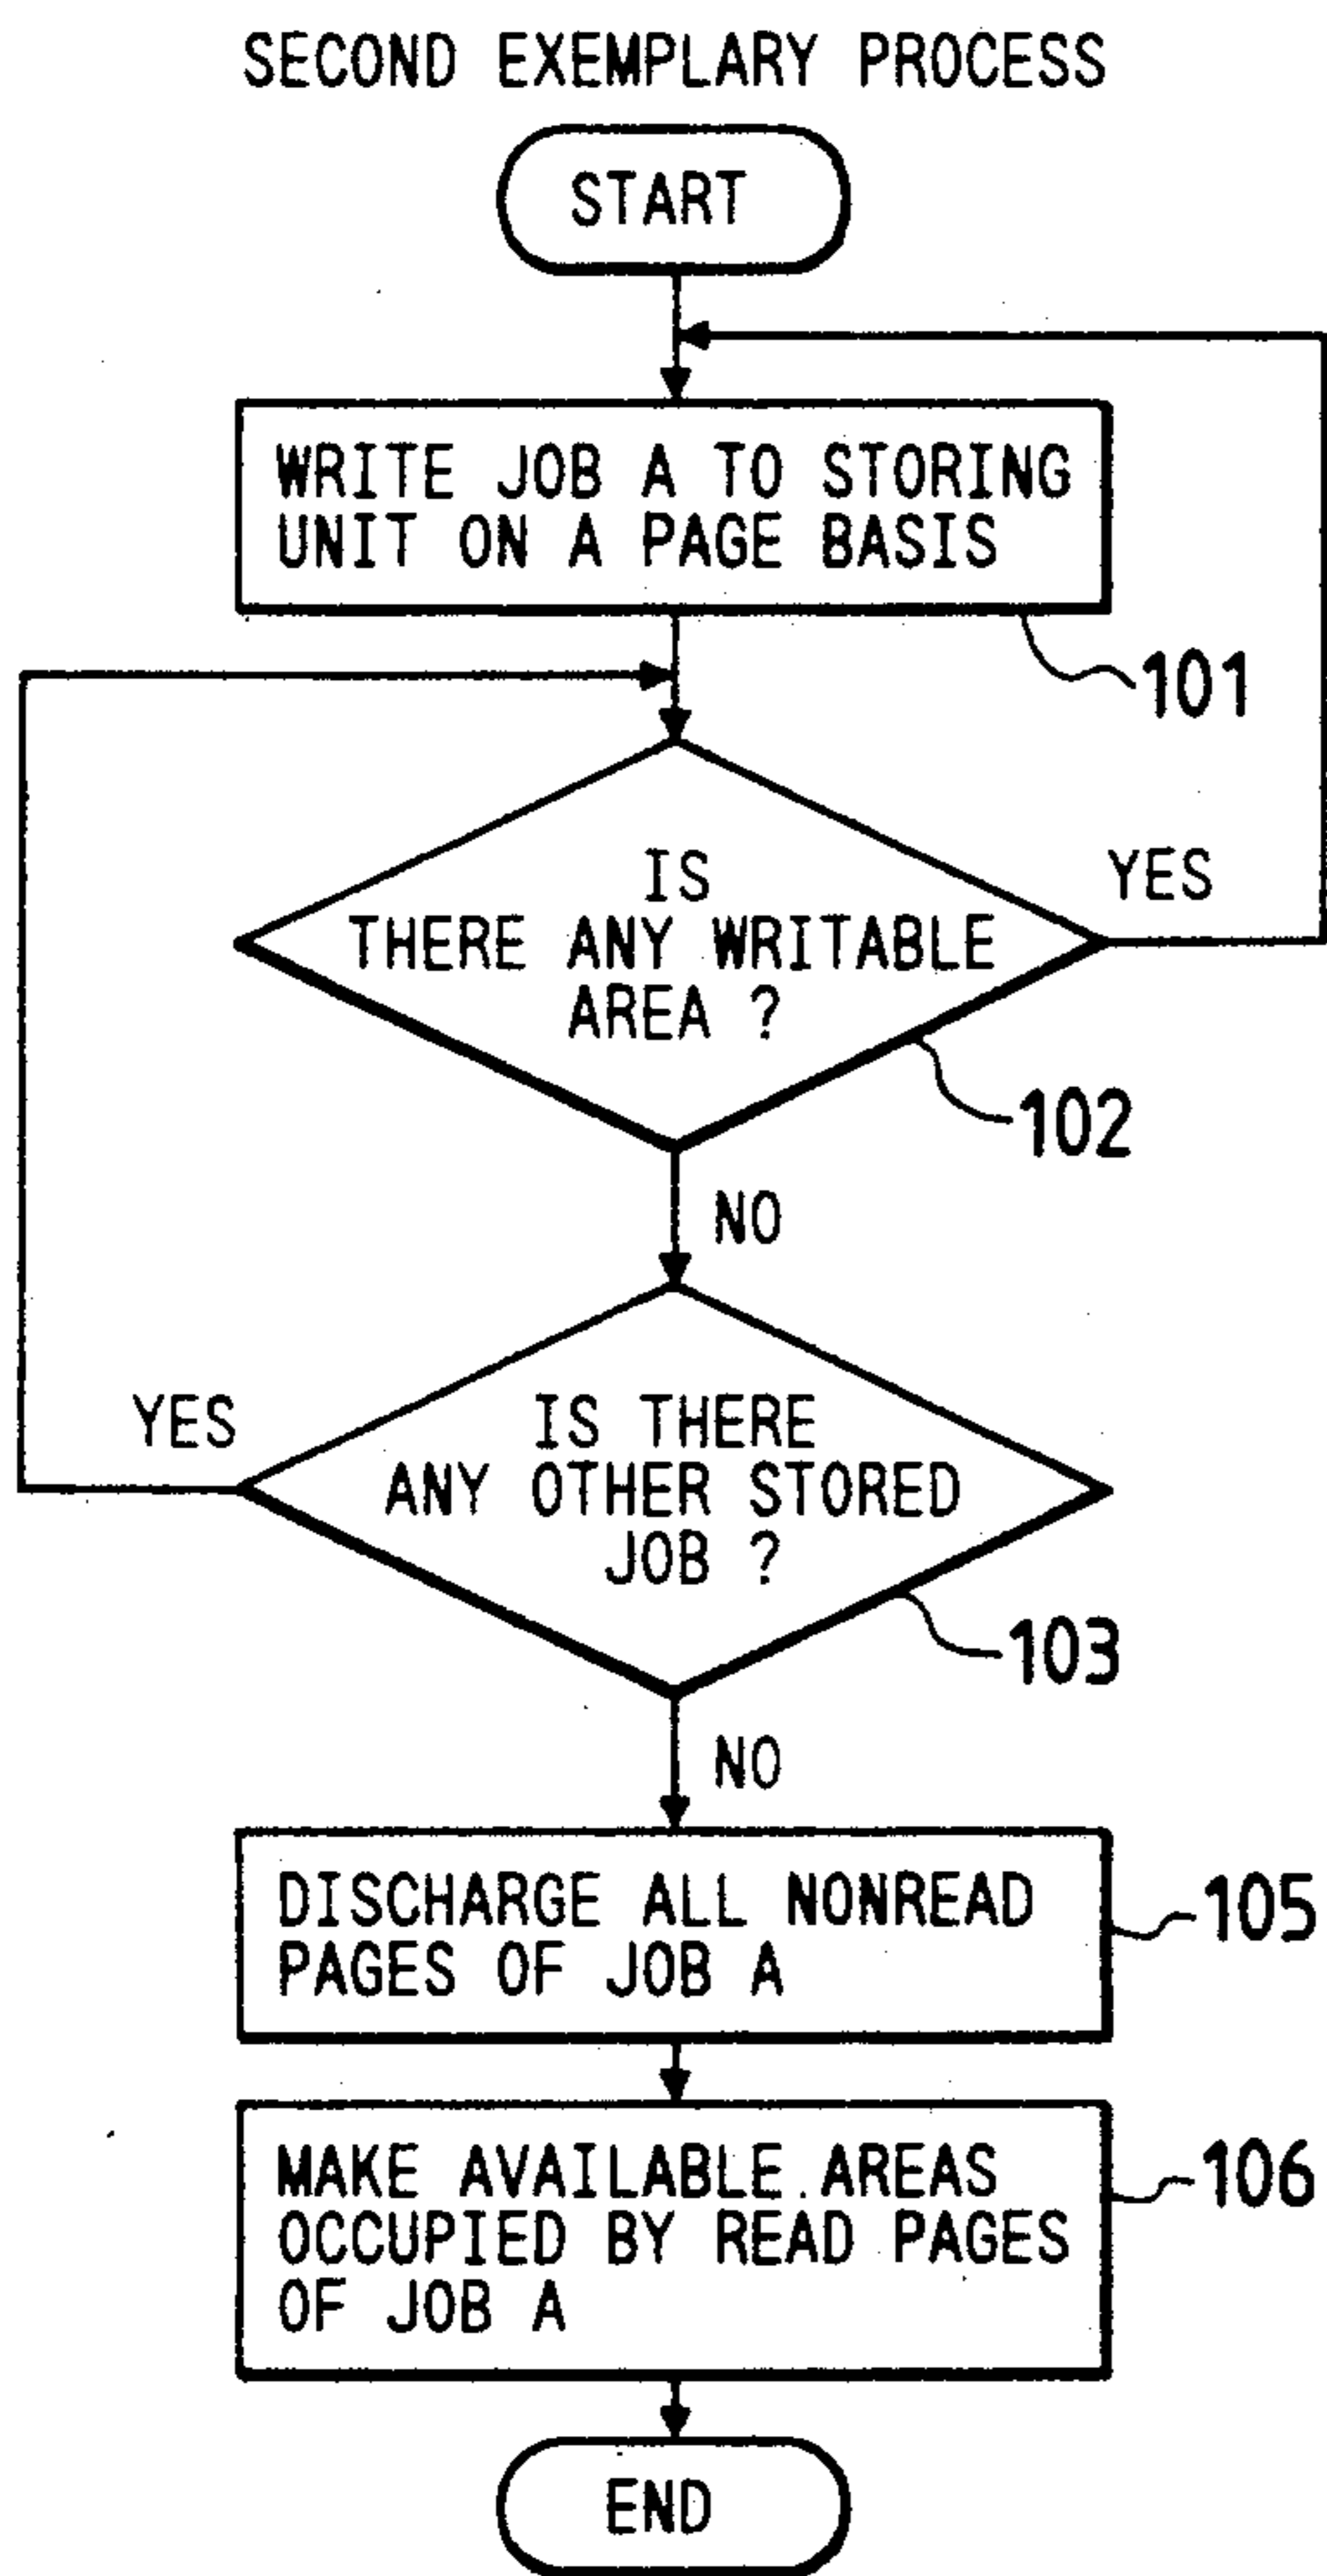 SECOND EXEMPLARY PROCESS
START
WRITE JOB A TO STORING
UNIT ON A PAGE BASIS
101
IS
THERE ANY WRITABLE
AREA ?
YES
102
NO
IS THERE
ANY OTHER STORED
JOB ?
YES
103
NO
DISCHARGE ALL NONREAD
PAGES OF JOB A
105
MAKE AVAILABLE AREAS
OCCUPIED BY READ PAGES
OF JOB A
106
END